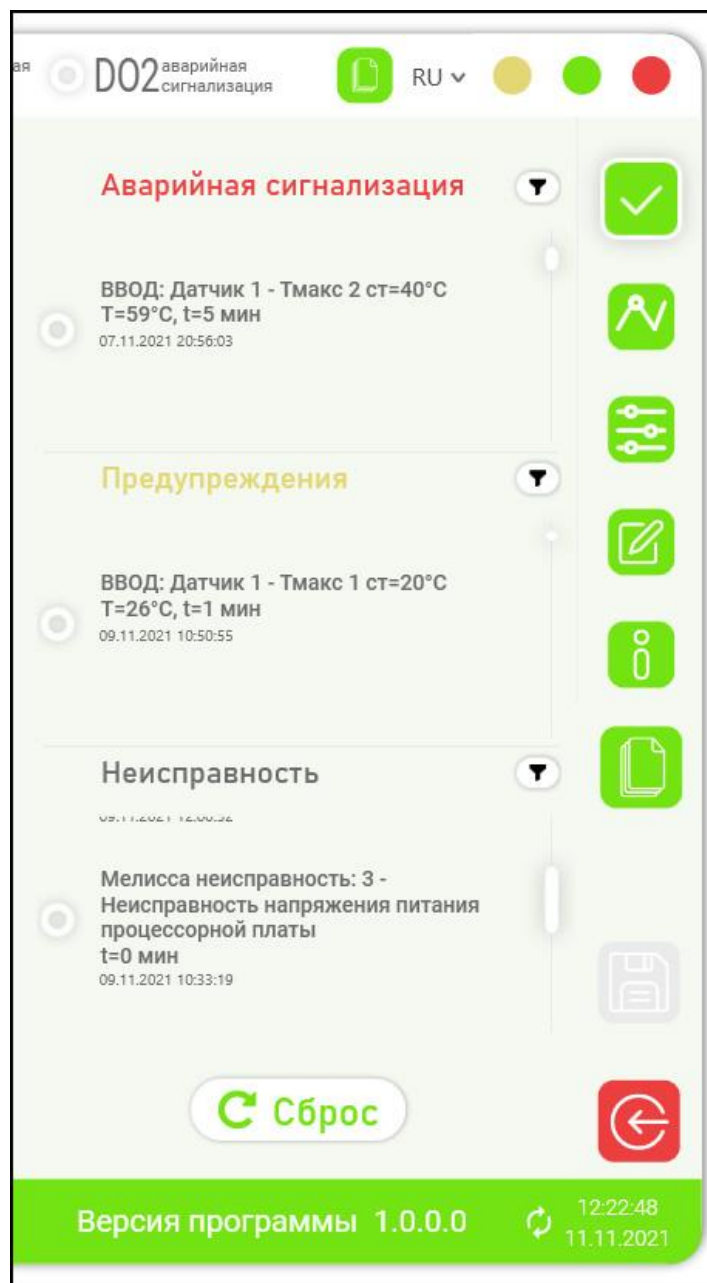 ая
DO2 аварийная
сигнализация
RU
Аварийная сигнализация
ВВОД: Датчик 1 - Тмакс 2 ст=40°C
T=59°C, t=5 мин
07.11.2021 20:56:03
Предупреждения
ВВОД: Датчик 1 - Тмакс 1 ст=20°C
T=26°C, t=1 мин
09.11.2021 10:50:55
Неисправность
Мелисса неисправность: 3 -
Неисправность напряжения питания
процессорной платы
t=0 мин
09.11.2021 10:33:19
Сброс
Версия программы 1.0.0.0
12:22:48
11.11.2021